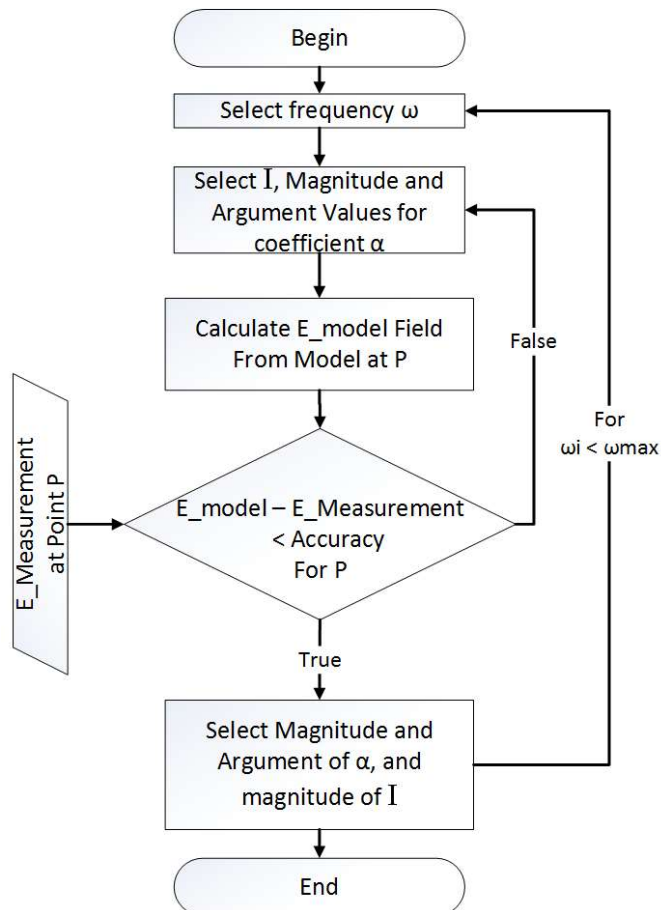 Begin
Select frequency ω
Select I, Magnitude and
Argument Values for
coefficient α
Calculate E_model Field
From Model at P
False
For
ωi < ωmax
E_Measurement
at Point P
E_model – E_Measurement
< Accuracy
For P
True
Select Magnitude and
Argument of α, and
magnitude of I
End